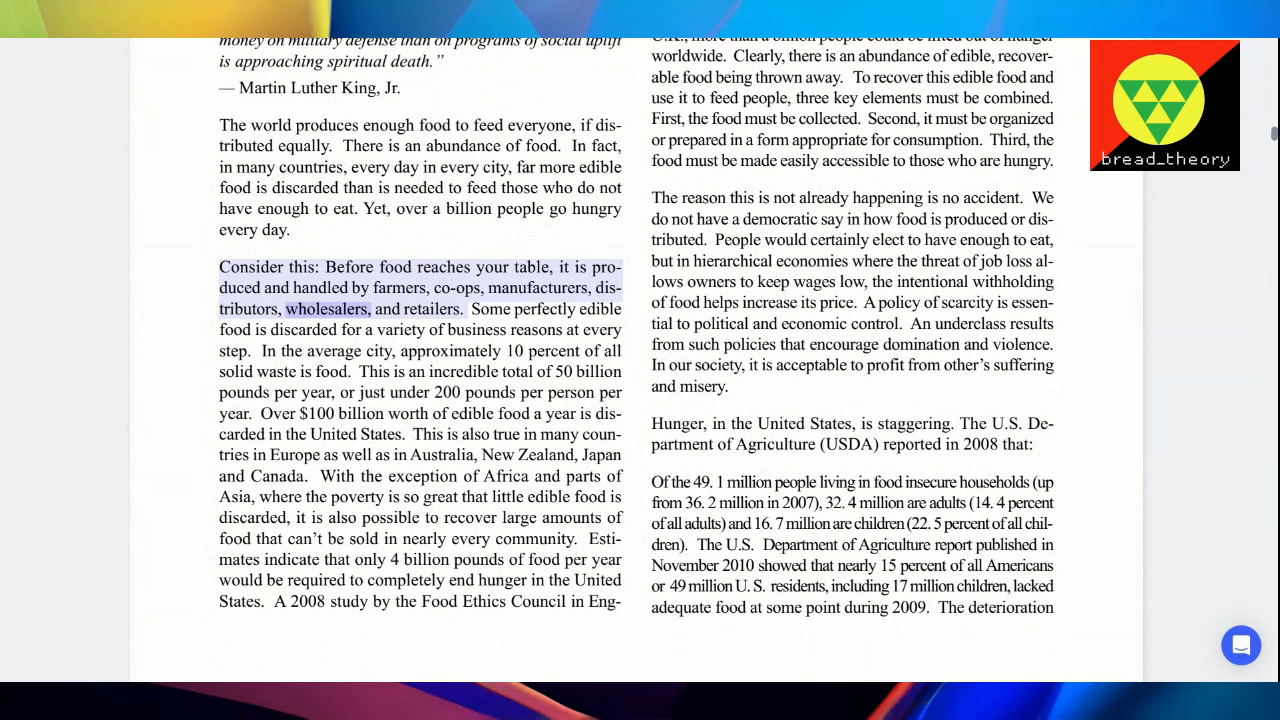 money on military defense than on programs of social uplift
is approaching spiritual death.”
— Martin Luther King, Jr.
The world produces enough food to feed everyone, if dis-
tributed equally. There is an abundance of food. In fact,
in many countries, every day in every city, far more edible
food is discarded than is needed to feed those who do not
have enough to eat. Yet, over a billion people go hungry
every day.
Consider this: Before food reaches your table, it is pro-
duced and handled by farmers, co-ops, manufacturers, dis-
tributors, wholesalers, and retailers. Some perfectly edible
food is discarded for a variety of business reasons at every
step. In the average city, approximately 10 percent of all
solid waste is food. This is an incredible total of 50 billion
pounds per year, or just under 200 pounds per person per
year. Over $100 billion worth of edible food a year is dis-
carded in the United States. This is also true in many coun-
tries in Europe as well as in Australia, New Zealand, Japan
and Canada. With the exception of Africa and parts of
Asia, where the poverty is so great that little edible food is
discarded, it is also possible to recover large amounts of
food that can’t be sold in nearly every community. Esti-
mates indicate that only 4 billion pounds of food per year
would be required to completely end hunger in the United
States. A 2008 study by the Food Ethics Council in Eng-
U.K., more than a billion people could be lifted out of hunger
worldwide. Clearly, there is an abundance of edible, recover-
able food being thrown away. To recover this edible food and
use it to feed people, three key elements must be combined.
First, the food must be collected. Second, it must be organized
or prepared in a form appropriate for consumption. Third, the
food must be made easily accessible to those who are hungry.
The reason this is not already happening is no accident. We
do not have a democratic say in how food is produced or dis-
tributed. People would certainly elect to have enough to eat,
but in hierarchical economies where the threat of job loss al-
lows owners to keep wages low, the intentional withholding
of food helps increase its price. A policy of scarcity is essen-
tial to political and economic control. An underclass results
from such policies that encourage domination and violence.
In our society, it is acceptable to profit from other’s suffering
and misery.
Hunger, in the United States, is staggering. The U.S. De-
partment of Agriculture (USDA) reported in 2008 that:
Of the 49. 1 million people living in food insecure households (up
from 36. 2 million in 2007), 32. 4 million are adults (14. 4 percent
of all adults) and 16. 7 million are children (22. 5 percent of all chil-
dren). The U.S. Department of Agriculture report published in
November 2010 showed that nearly 15 percent of all Americans
or 49 million U. S. residents, including 17 million children, lacked
adequate food at some point during 2009. The deterioration
bread_theory